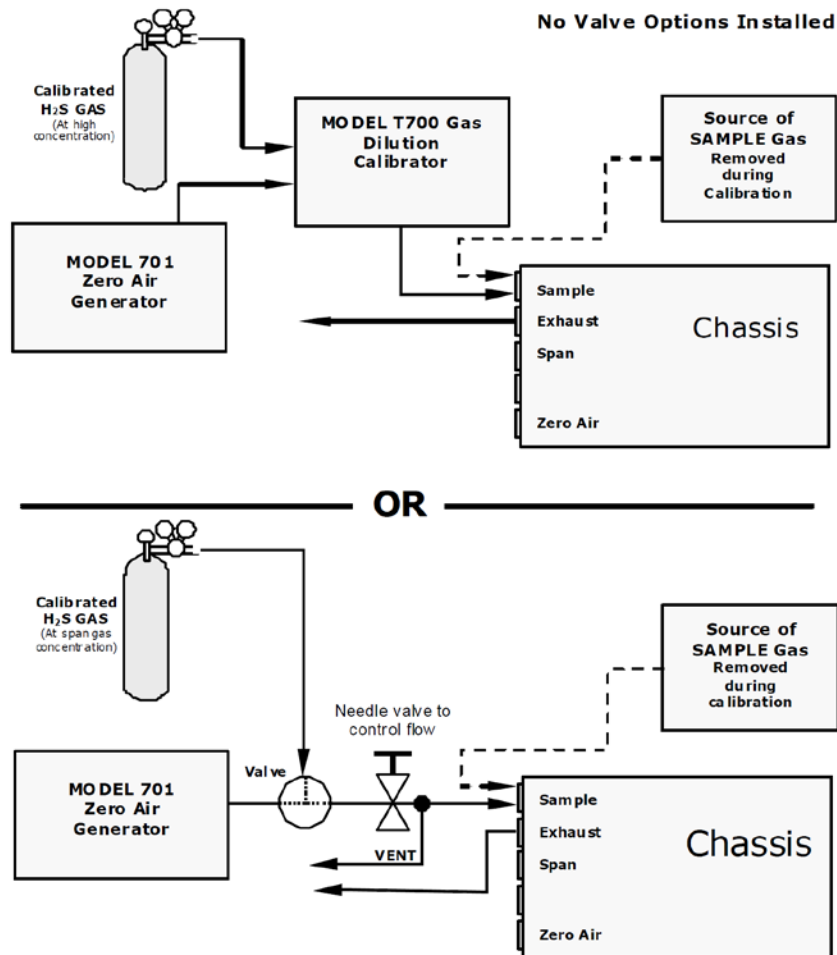 No Valve Options Installed
Calibrated
H₂S GAS
(At high
concentration)
MODEL T700 Gas
Dilution
Calibrator
Source of
SAMPLE Gas
Removed
during
Calibration
MODEL 701
Zero Air
Generator
Sample
Exhaust
Span
Zero Air
Chassis
OR
Calibrated
H₂S GAS
(At span gas
concentration)
Source of
SAMPLE Gas
Removed
during
calibration
Needle valve to
control flow
MODEL 701
Zero Air
Generator
Valve
VENT
Sample
Exhaust
Span
Zero Air
Chassis